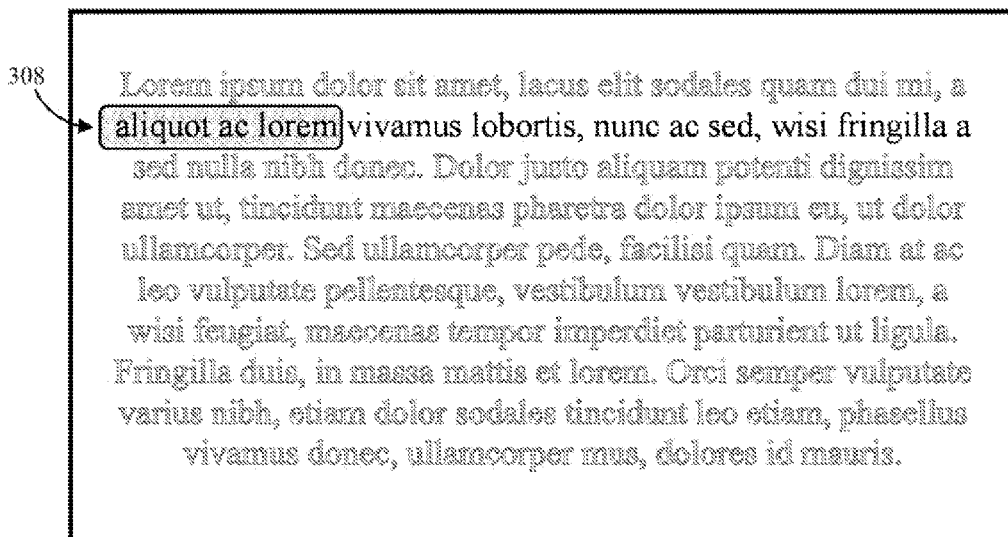 308
Lorem ipsum dolor sit amet, lacus elit sodales quam dui mi, a
aliquot ac lorem vivamus lobortis, nunc ac sed, wisi fringilla a
sed nulla nibh donec. Dolor justo aliquam potenti dignissim
amet ut, tincidunt maecenas pharetra dolor ipsum eu, ut dolor
ullamcorper. Sed ullamcorper pede, facilisi quam. Diam at ac
leo vulputate pellentesque, vestibulum vestibulum lorem, a
wisi feugiat, maecenas tempor imperdiet parturient ut ligula.
Fringilla duis, in massa mattis et lorem. Orci semper vulputate
varius nibh, etiam dolor sodales tincidunt leo etiam, phasellus
vivamus donec, ullamcorper mus, dolores id mauris.